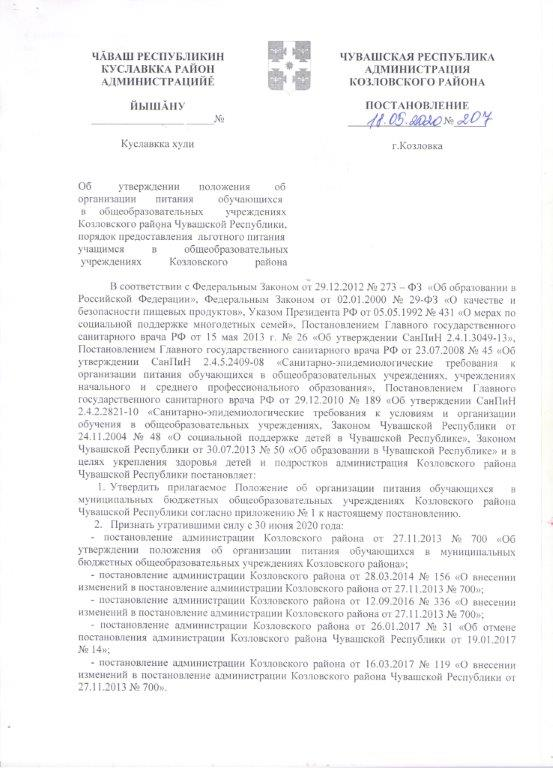 ЧӐВАШ РЕСПУБЛИКИН
КУСЛАВККА РАЙОН
АДМИНИСТРАЦИЙӖ
ЙЫШӐНУ
№
Куславкка хули
ЧУВАШСКАЯ РЕСПУБЛИКА
АДМИНИСТРАЦИЯ
КОЗЛОВСКОГО РАЙОНА
ПОСТАНОВЛЕНИЕ
18.05.2020 № 207
г.Козловка
Об утверждении положения об
организации питания обучающихся
в общеобразовательных учреждениях
Козловского района Чувашской Республики,
порядок предоставления льготного питания
учащимся в общеобразовательных
учреждениях Козловского района
В соответствии с Федеральным Законом от 29.12.2012 № 273 – ФЗ «Об образовании в
Российской Федерации», Федеральным Законом от 02.01.2000 № 29-ФЗ «О качестве и
безопасности пищевых продуктов», Указом Президента РФ от 05.05.1992 № 431 «О мерах по
социальной поддержке многодетных семей», Постановлением Главного государственного
санитарного врача РФ от 15 мая 2013 г. № 26 «Об утверждении СанПиН 2.4.1.3049-13»,
Постановлением Главного государственного санитарного врача РФ от 23.07.2008 № 45 «Об
утверждении СанПиН 2.4.5.2409-08 «Санитарно-эпидемиологические требования к
организации питания обучающихся в общеобразовательных учреждениях, учреждениях
начального и среднего профессионального образования», Постановлением Главного
государственного санитарного врача РФ от 29.12.2010 № 189 «Об утверждении СанПиН
2.4.2.2821-10 «Санитарно-эпидемиологические требования к условиям и организации
обучения в общеобразовательных учреждениях, Законом Чувашской Республики от
24.11.2004 № 48 «О социальной поддержке детей в Чувашской Республике», Законом
Чувашской Республики от 30.07.2013 № 50 «Об образовании в Чувашской Республике» и в
целях укрепления здоровья детей и подростков администрация Козловского района
Чувашской Республики постановляет:
1. Утвердить прилагаемое Положение об организации питания обучающихся в
муниципальных бюджетных общеобразовательных учреждениях Козловского района
Чувашской Республики согласно приложению № 1 к настоящему постановлению.
2. Признать утратившими силу с 30 июня 2020 года:
- постановление администрации Козловского района от 27.11.2013 № 700 «Об
утверждении положения об организации питания обучающихся в муниципальных
бюджетных общеобразовательных учреждениях Козловского района»;
- постановление администрации Козловского района от 28.03.2014 № 156 «О внесении
изменений в постановление администрации Козловского района от 27.11.2013 № 700»;
- постановление администрации Козловского района от 12.09.2016 № 336 «О внесении
изменений в постановление администрации Козловского района от 27.11.2013 № 700»;
- постановление администрации Козловского района от 26.01.2017 № 31 «Об отмене
постановления администрации Козловского района Чувашской Республики от 19.01.2017
№ 14»;
- постановление администрации Козловского района от 16.03.2017 № 119 «О внесении
изменений в постановление администрации Козловского района Чувашской Республики от
27.11.2013 № 700».